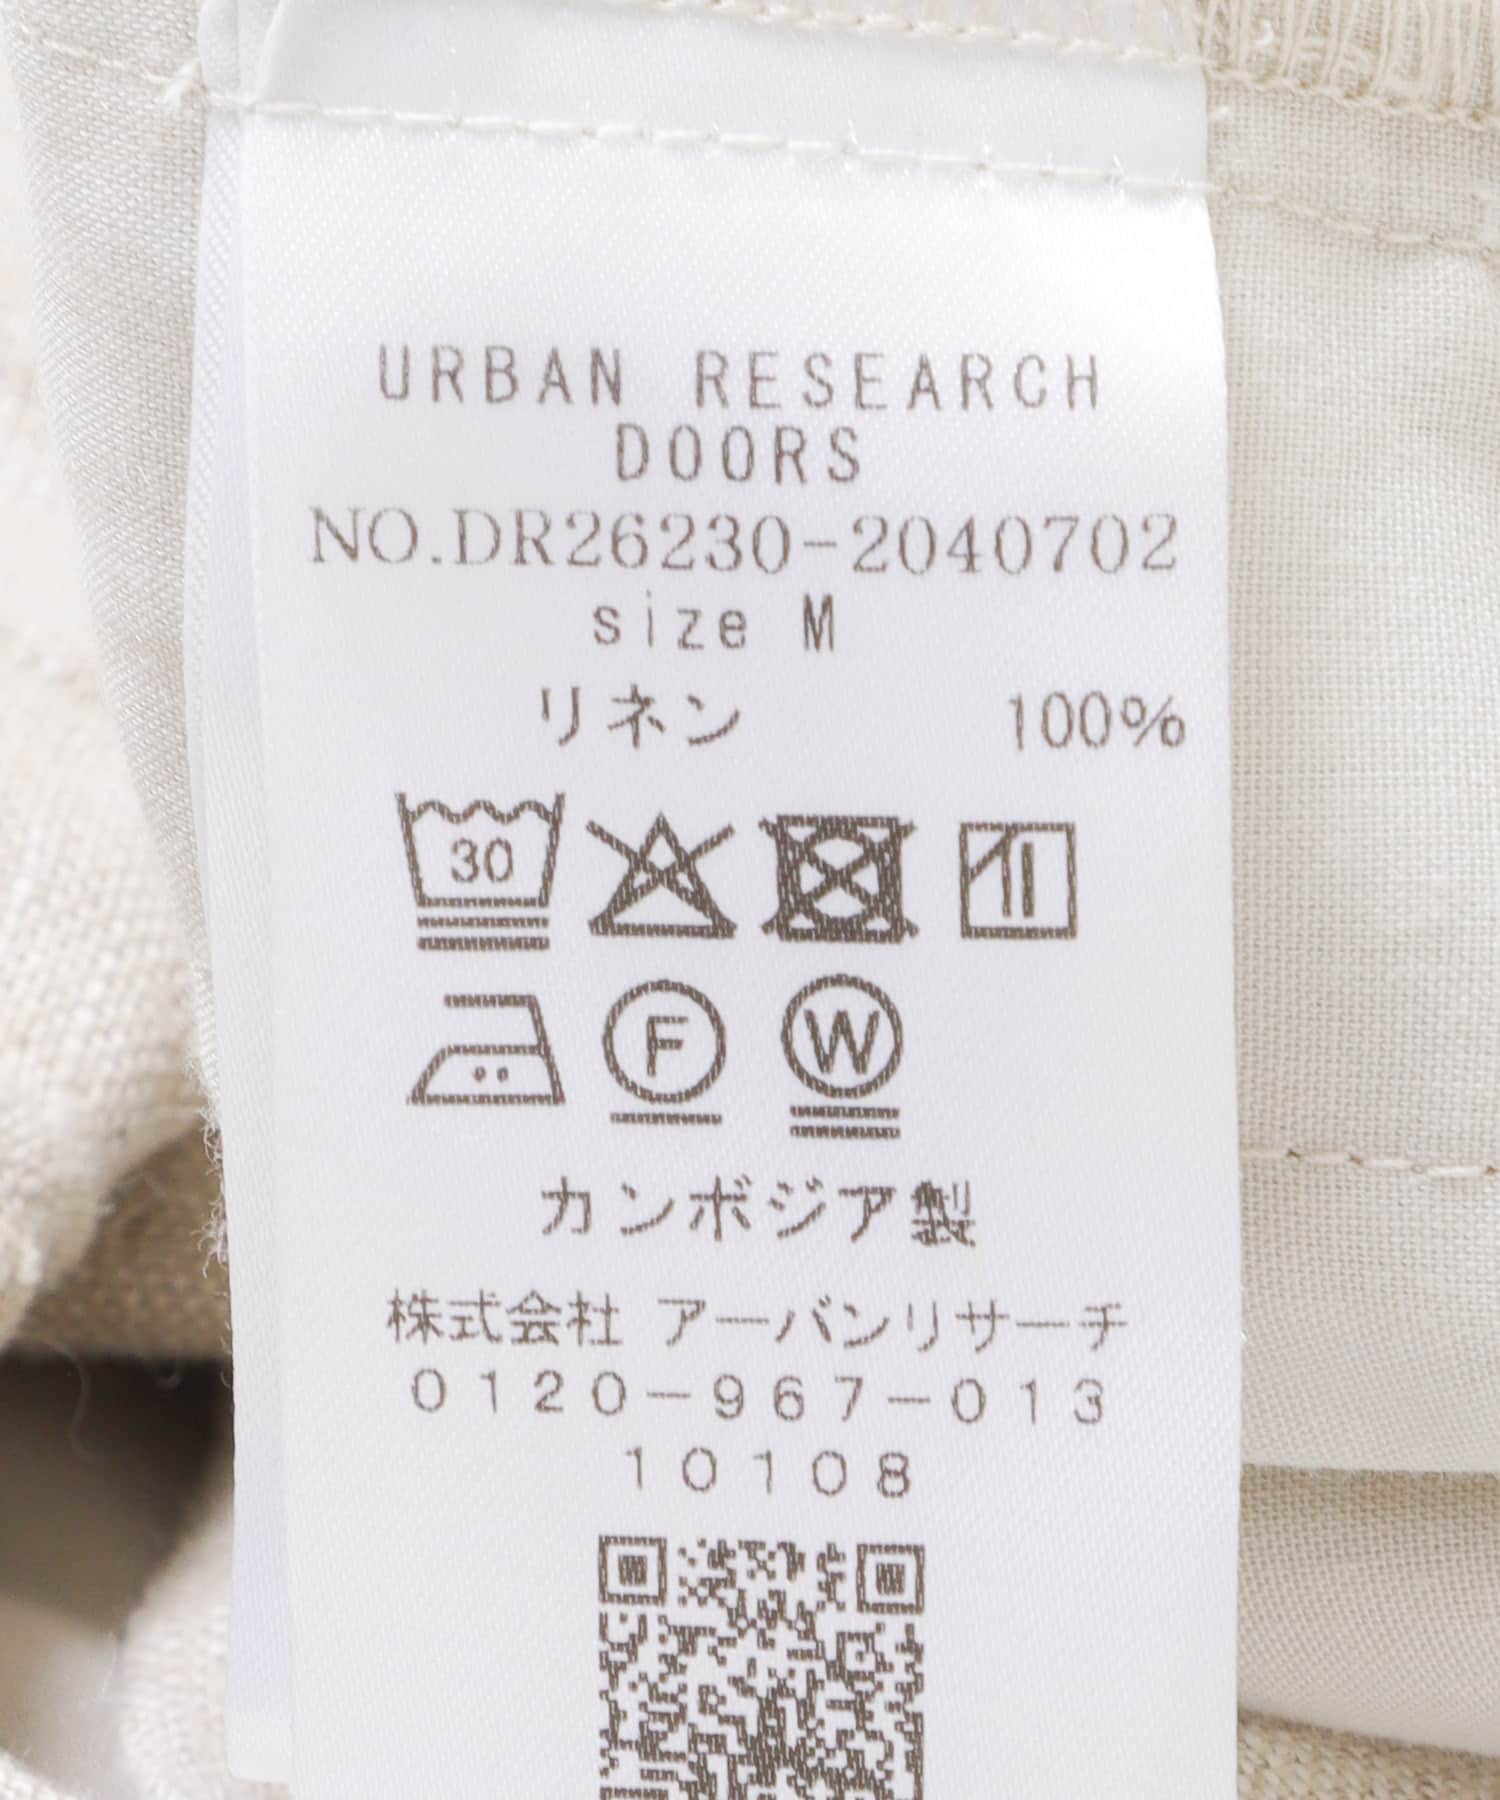 URBAN RESEARCH
DOORS
NO.DR26230-2040702
size M
リネン 100%
30
F W
カンボジア製
株式会社 アーバンリサーチ
0120-967-013
10108